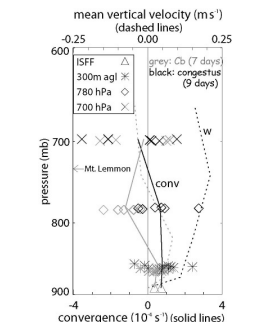 mean vertical velocity (m s⁻¹)
(dashed lines)
-0.25 0.00 0.25
600
ISFF △
300m agl ✳
780 hPa ◇
700 hPa ×
grey: Cb (7 days)
black: congestus
(9 days)
w
700
Mt. Lemmon
conv
pressure (mb)
800
900
-4 0 4
convergence (10⁻⁴ s⁻¹) (solid lines)